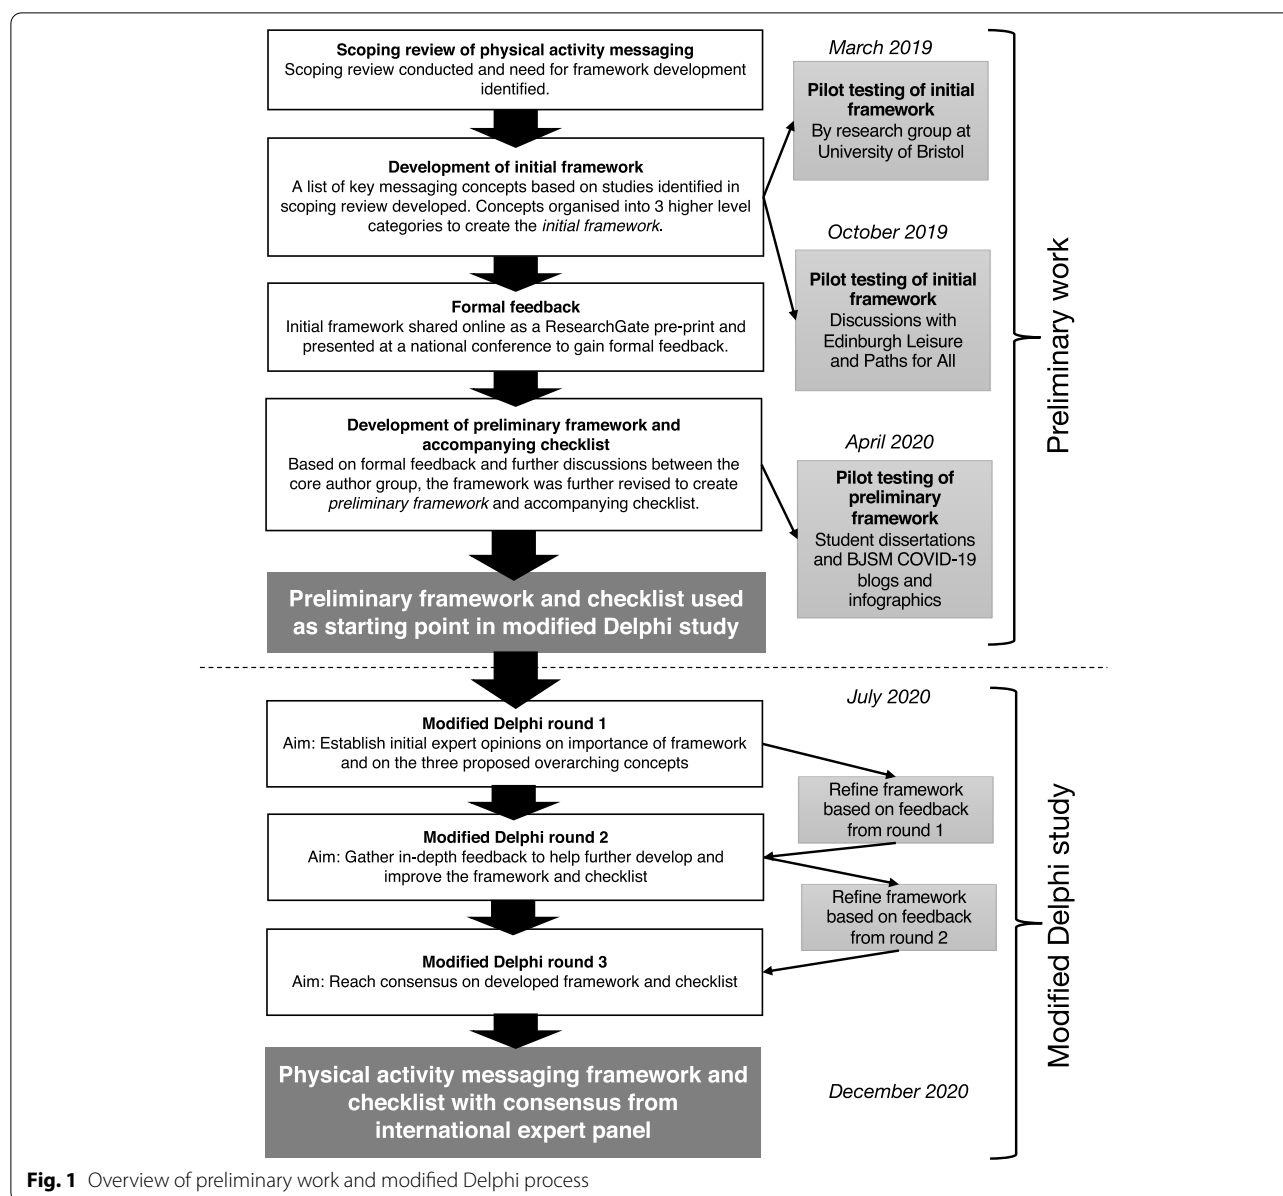 Scoping review of physical activity messaging
Scoping review conducted and need for framework development
identified.
March 2019
Pilot testing of initial
framework
By research group at
University of Bristol
Development of initial framework
A list of key messaging concepts based on studies identified in
scoping review developed. Concepts organised into 3 higher level
categories to create the initial framework.
October 2019
Pilot testing of initial
framework
Discussions with
Edinburgh Leisure
and Paths for All
Formal feedback
Initial framework shared online as a ResearchGate pre-print and
presented at a national conference to gain formal feedback.
Development of preliminary framework and
accompanying checklist
Based on formal feedback and further discussions between the
core author group, the framework was further revised to create
preliminary framework and accompanying checklist.
April 2020
Pilot testing of
preliminary
framework
Student dissertations
and BJSM COVID-19
blogs and
infographics
Preliminary framework and checklist used
as starting point in modified Delphi study
Preliminary work
July 2020
Modified Delphi round 1
Aim: Establish initial expert opinions on importance of framework
and on the three proposed overarching concepts
Refine framework
based on feedback
from round 1
Modified Delphi round 2
Aim: Gather in-depth feedback to help further develop and
improve the framework and checklist
Refine framework
based on feedback
from round 2
Modified Delphi round 3
Aim: Reach consensus on developed framework and checklist
Physical activity messaging framework and
checklist with consensus from
international expert panel
December 2020
Modified Delphi study
Fig. 1 Overview of preliminary work and modified Delphi process